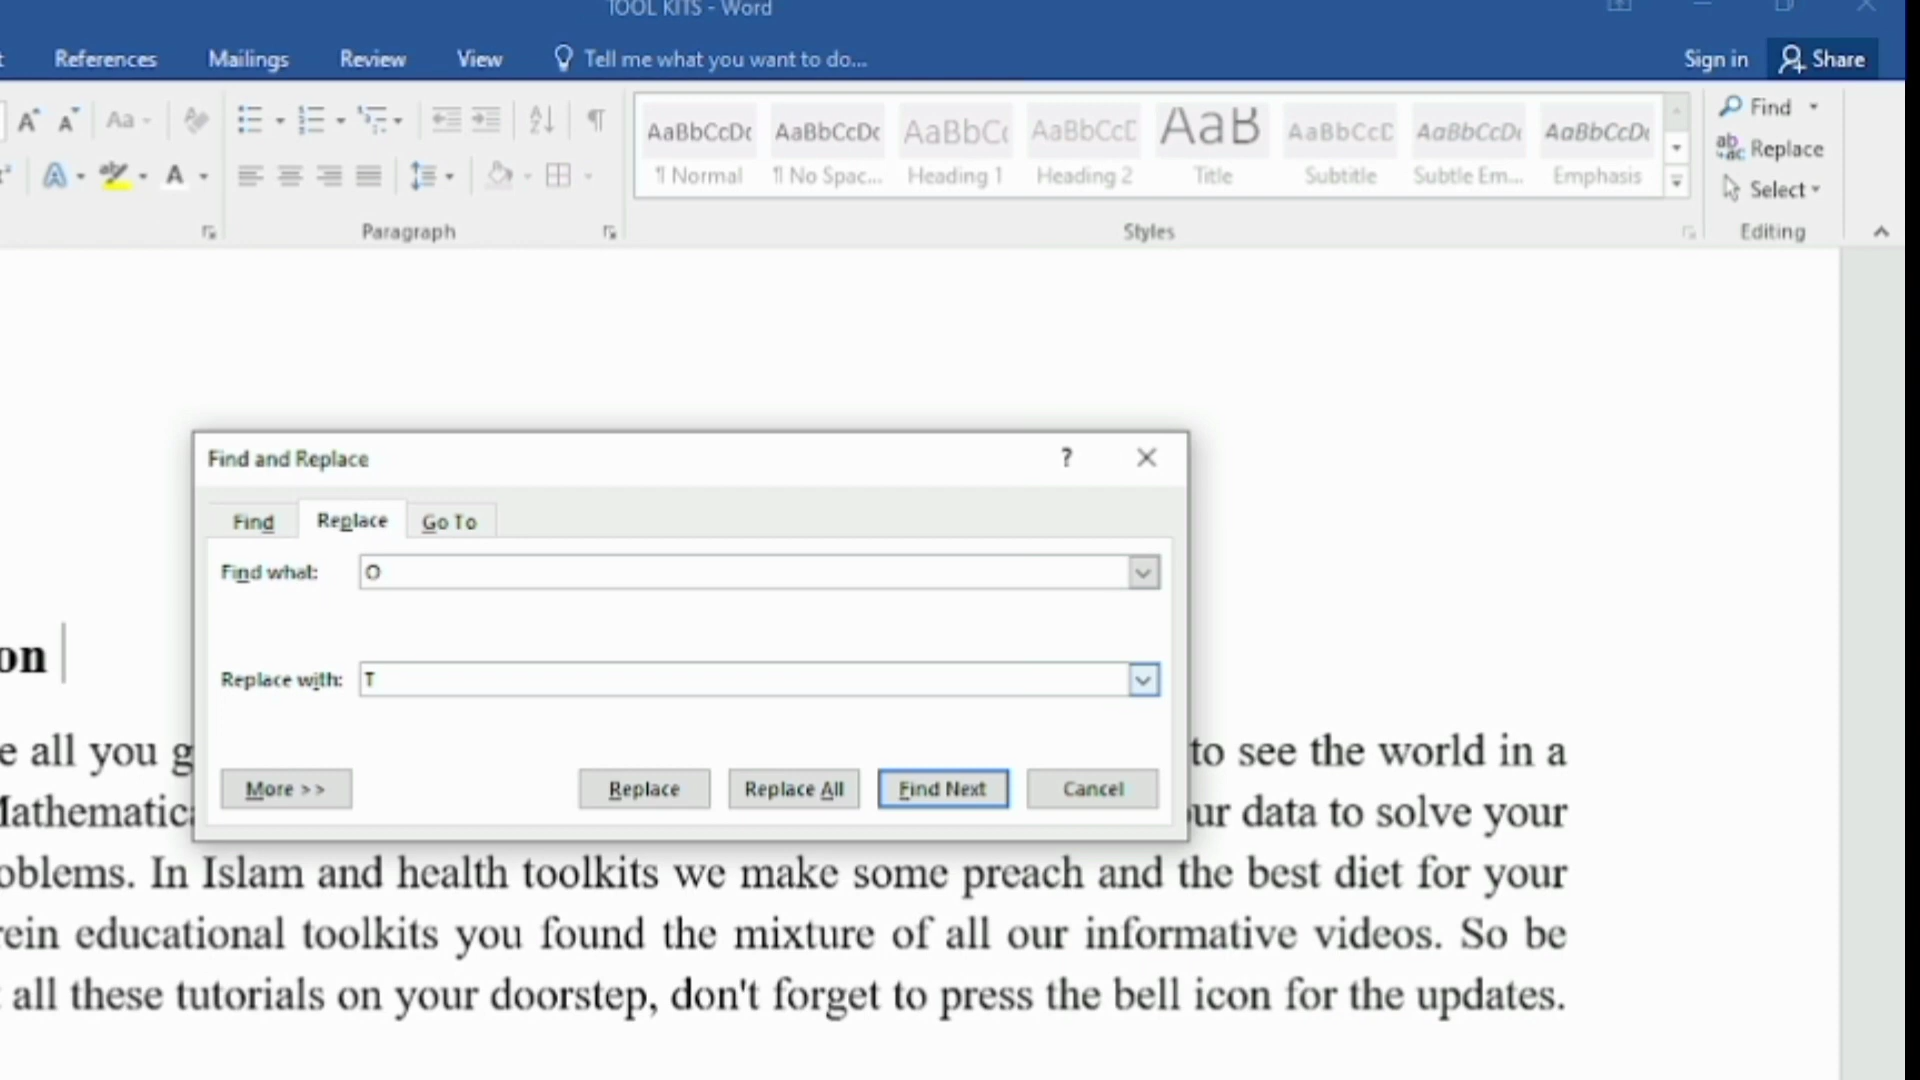 TOOL KITS - Word
References Mailings Review View Tell me what you want to do... Sign in Share
Aa AaBbCcDc AaBbCcDc AaBbCc AaBbCcC AaB AaBbCcC AaBbCcDc AaBbCcDc Find
¶ Normal ¶ No Spac... Heading 1 Heading 2 Title Subtitle Subtle Em... Emphasis Replace
Select
Paragraph Styles Editing
Find and Replace ?
Find Replace Go To
Find what: O
on
Replace with: T
e all you g to see the world in a
More >> Replace Replace All Find Next Cancel
Mathematica ur data to solve your
oblems. In Islam and health toolkits we make some preach and the best diet for your
rein educational toolkits you found the mixture of all our informative videos. So be
all these tutorials on your doorstep, don't forget to press the bell icon for the updates.